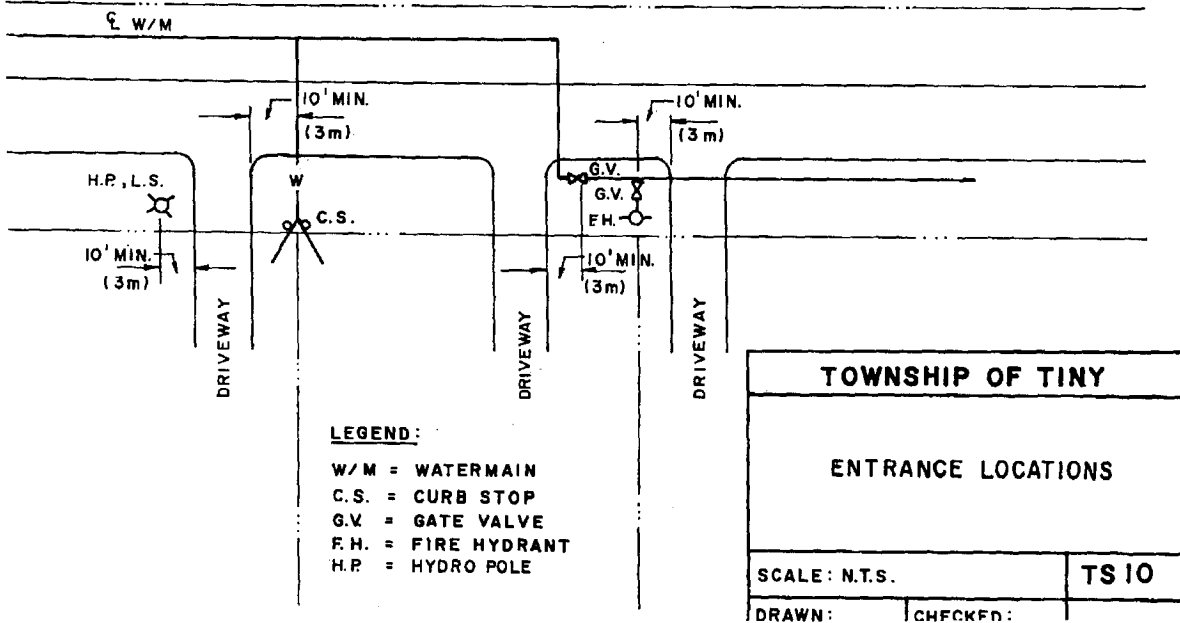 ℄ W/M
10' MIN.
(3m)
10' MIN.
(3m)
H.P., L.S.
W
C.S.
G.V.
G.V.
F.H.
10' MIN.
(3m)
10' MIN.
(3m)
DRIVEWAY
DRIVEWAY
DRIVEWAY
LEGEND:
W/M = WATERMAIN
C.S. = CURB STOP
G.V. = GATE VALVE
F.H. = FIRE HYDRANT
H.P. = HYDRO POLE
TOWNSHIP OF TINY
ENTRANCE LOCATIONS
SCALE: N.T.S.
TS 10
DRAWN:
CHECKED: